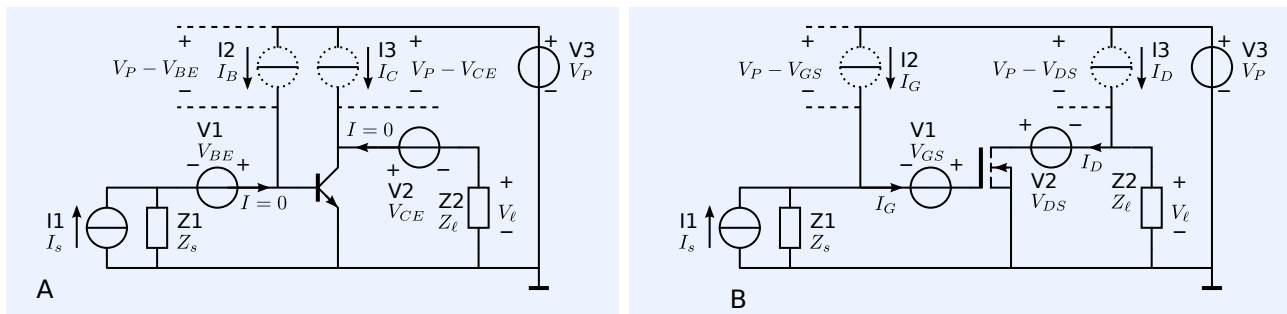 +
I2
I3
+
+
V3
V_P − V_BE
I_B
I_C
V_P − V_CE
V_P
−
−
−
V1
I = 0
V_BE
−
+
+
−
I = 0
V2
V_CE
Z2
Z_ℓ
+
V_ℓ
−
I1
I_s
Z1
Z_s
A
+
I2
+
I3
+
V3
V_P − V_GS
I_G
V_P − V_DS
I_D
V_P
−
−
−
V1
V_GS
−
+
+
−
I_D
I_G
V2
V_DS
Z2
Z_ℓ
+
V_ℓ
−
I1
I_s
Z1
Z_s
B